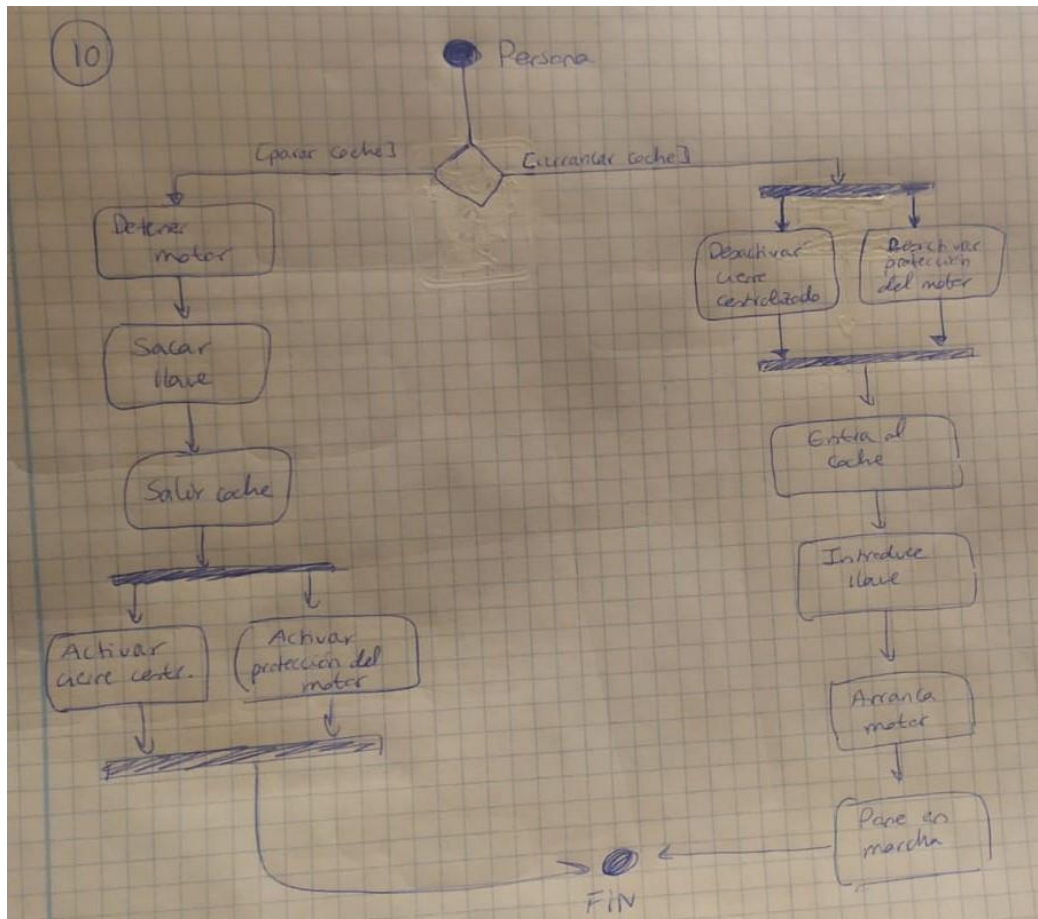 10
Persona
[parar coche]
[arrancar coche]
Detener
motor
Sacar
llave
Salir coche
Activar
cierre centr.
Activar
protección del
motor
Desactivar
cierre
centralizado
Desactivar
protección
del motor
Entra al
coche
Introduce
llave
Arranca
motor
Pone en
marcha
FIN